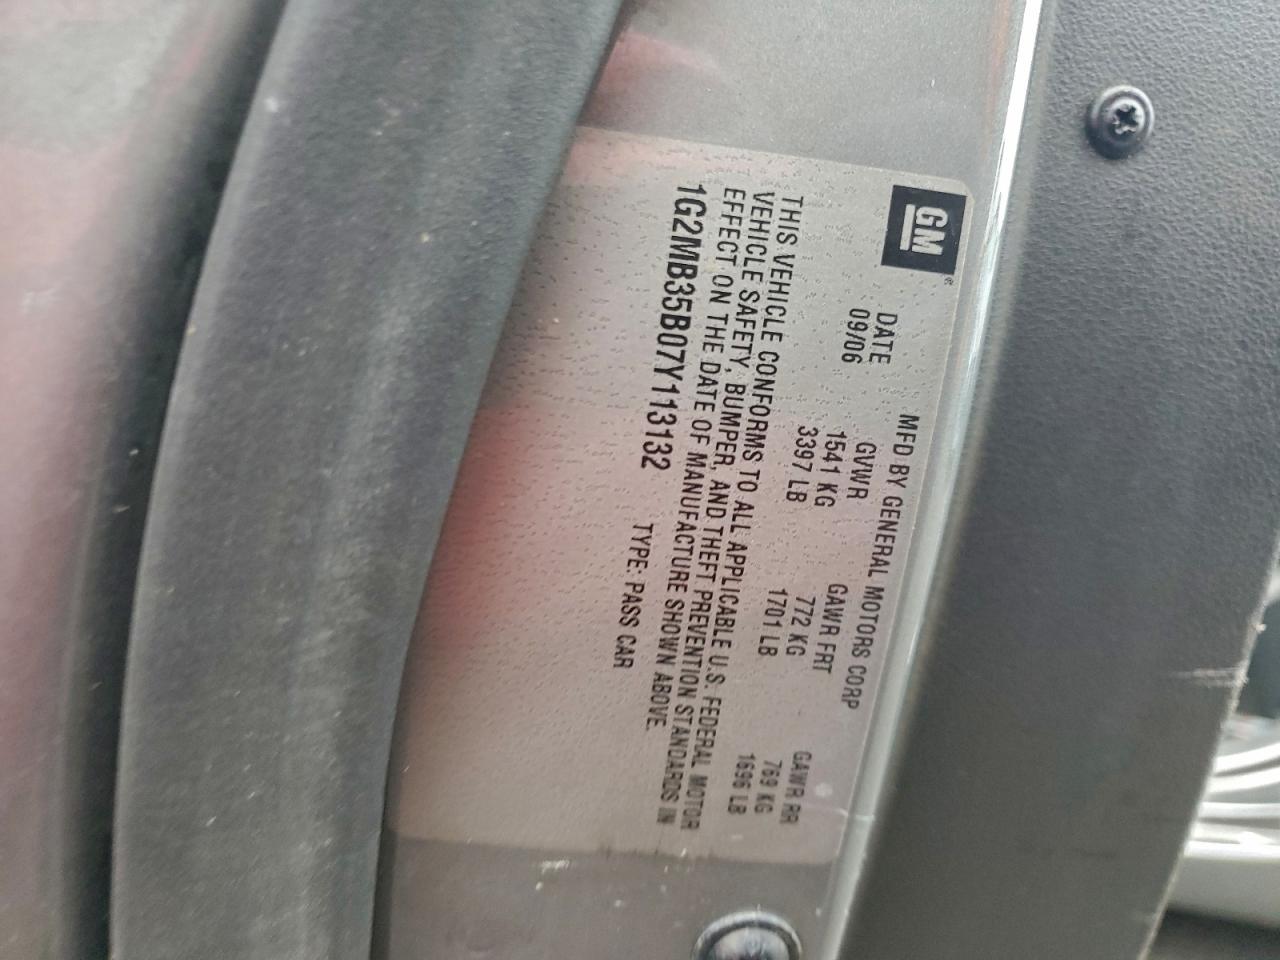 GM
MFD BY GENERAL MOTORS CORP
DATE GVWR GAWR FRT GAWR RR
09/06 1541 KG 772 KG 769 KG
3397 LB 1701 LB 1696 LB
THIS VEHICLE CONFORMS TO ALL APPLICABLE U.S. FEDERAL MOTOR
VEHICLE SAFETY, BUMPER, AND THEFT PREVENTION STANDARDS IN
EFFECT ON THE DATE OF MANUFACTURE SHOWN ABOVE.
1G2MB35B07Y113132 TYPE: PASS CAR